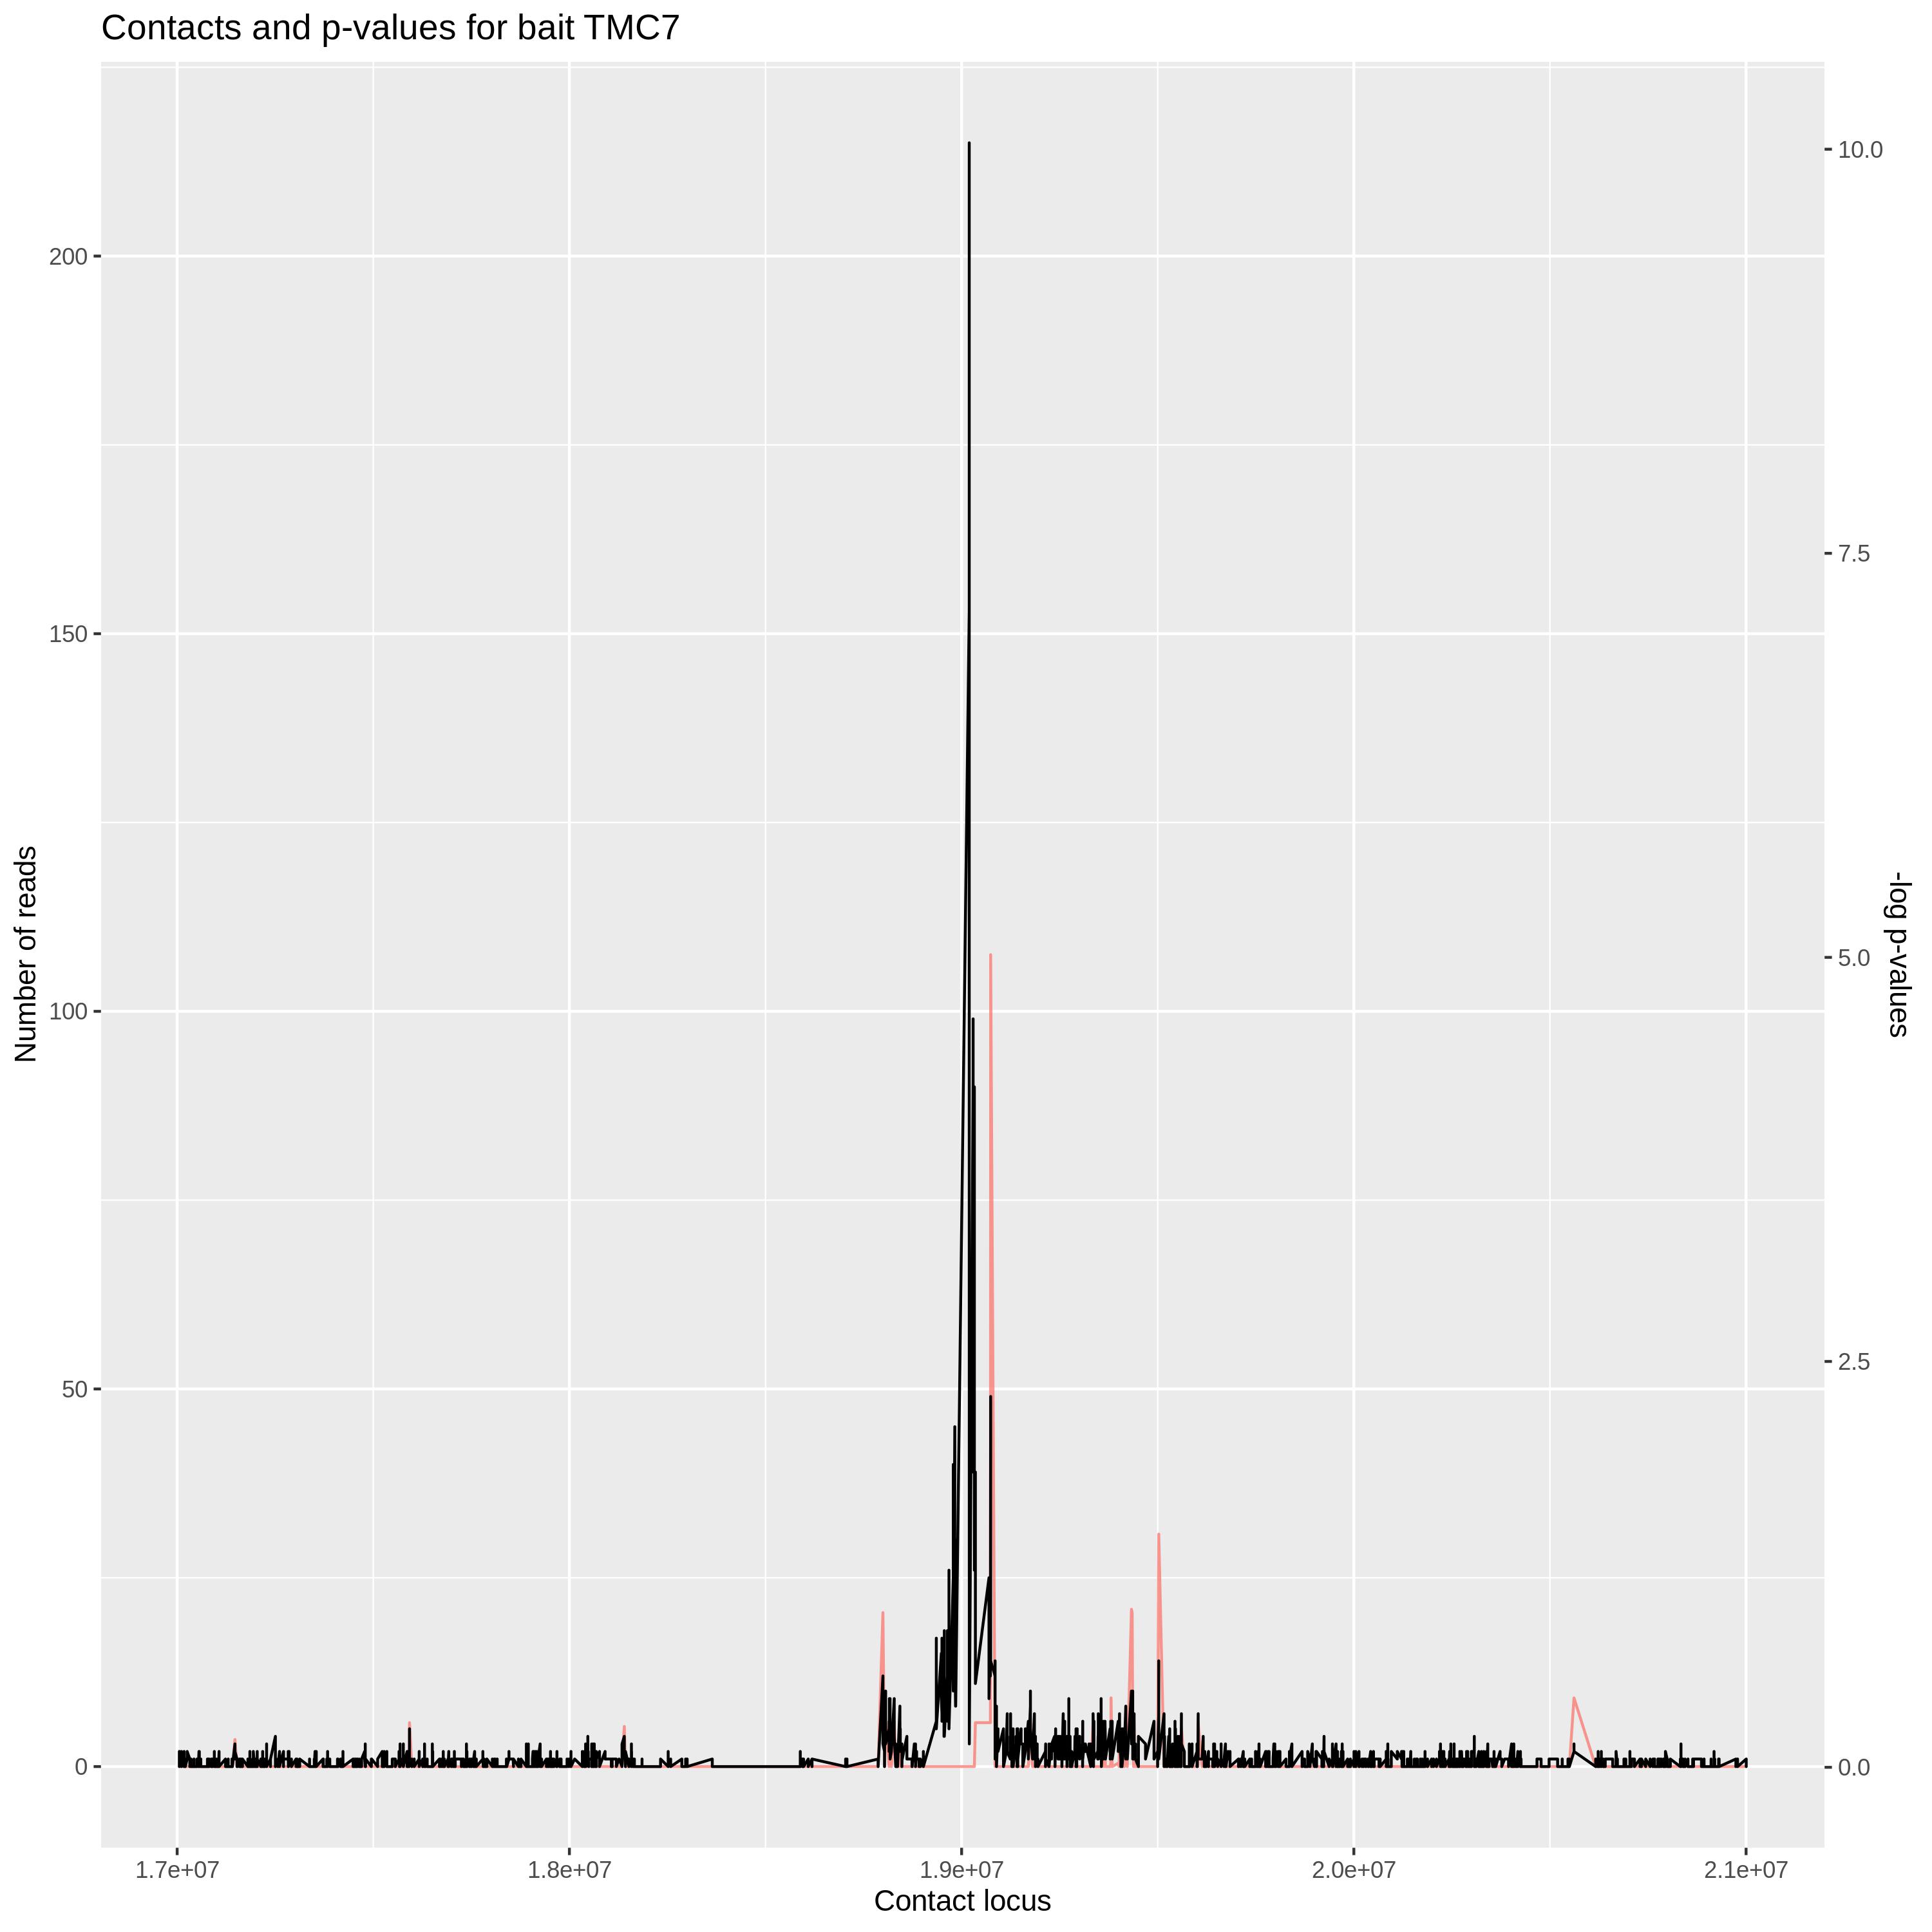 Contacts and p-values for bait TMC7
Number of reads
200
150
100
50
0
10.0
7.5
5.0
2.5
0.0
-log p-values
1.7e+07
1.8e+07
1.9e+07
2.0e+07
2.1e+07
Contact locus